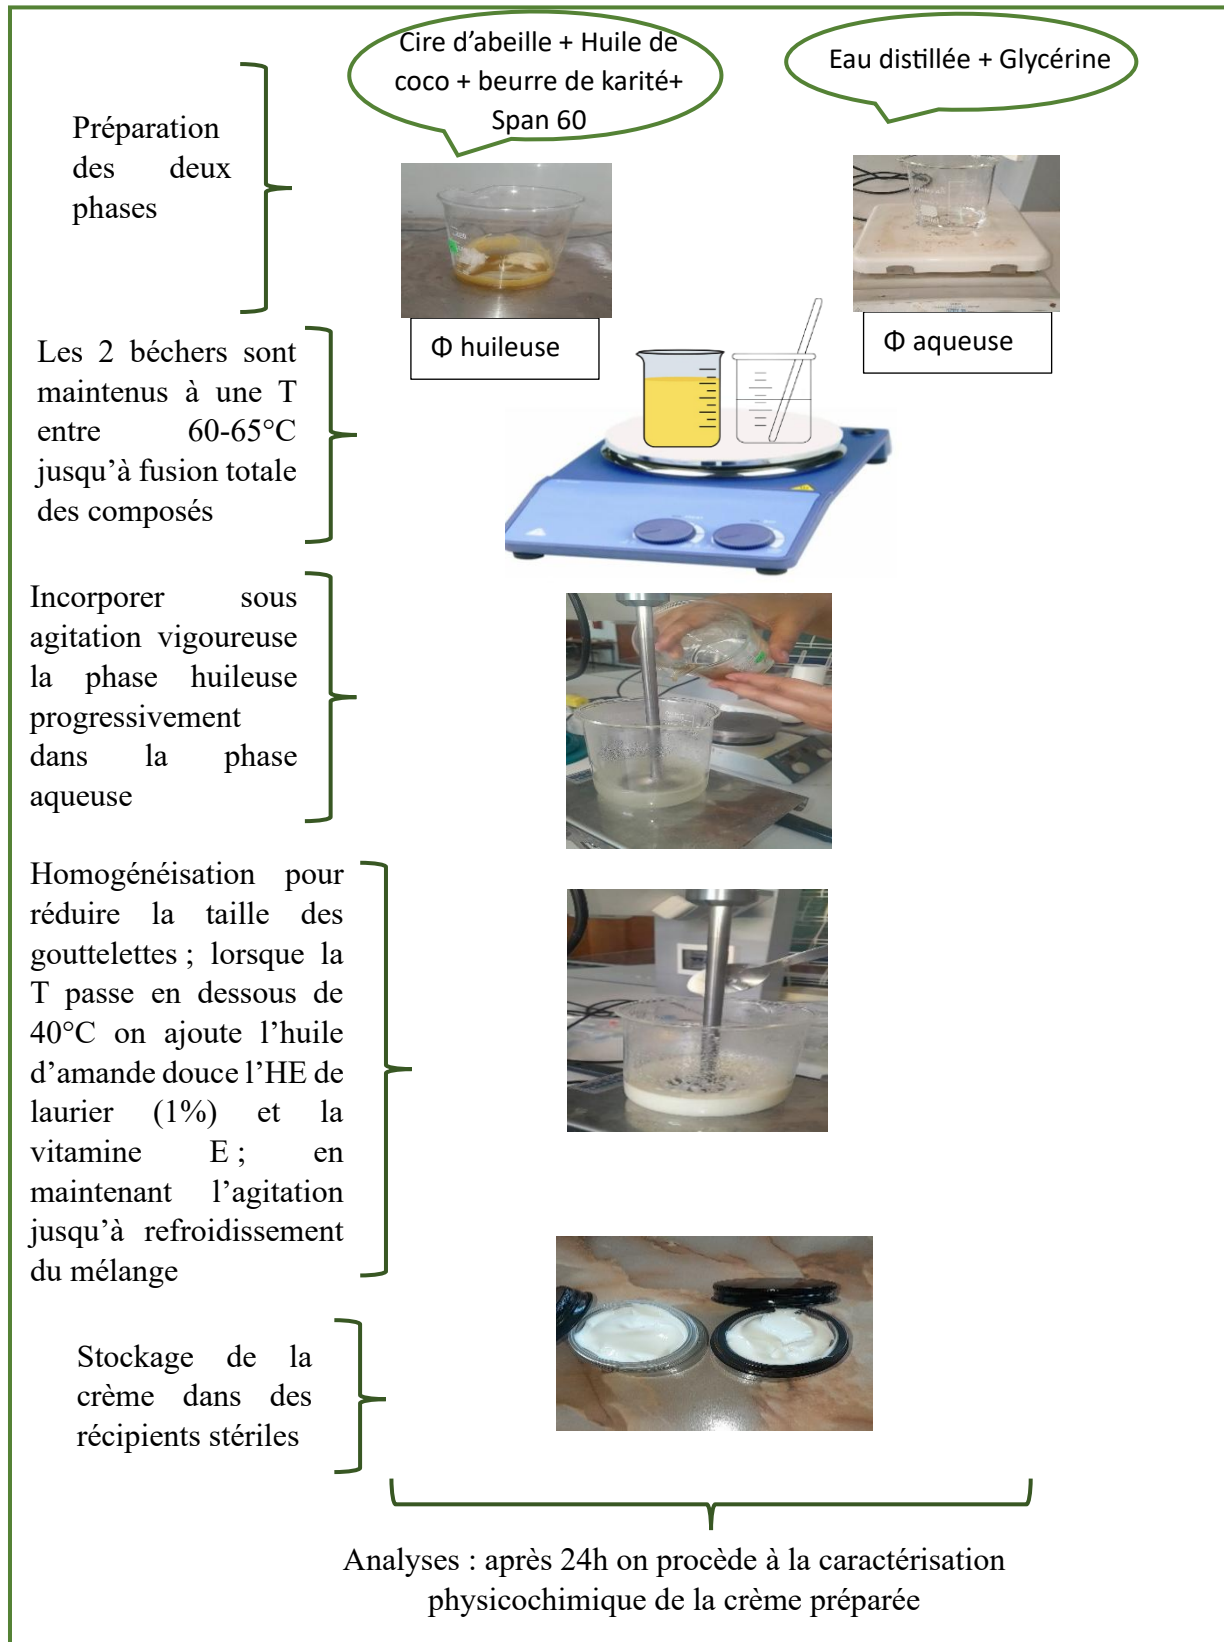 Cire d’abeille + Huile de
coco + beurre de karité+
Span 60
Eau distillée + Glycérine
Préparation
des deux
phases
Φ huileuse
Φ aqueuse
Les 2 béchers sont
maintenus à une T
entre 60-65°C
jusqu’à fusion totale
des composés
Incorporer sous
agitation vigoureuse
la phase huileuse
progressivement
dans la phase
aqueuse
Homogénéisation pour
réduire la taille des
gouttelettes ; lorsque la
T passe en dessous de
40°C on ajoute l’huile
d’amande douce l’HE de
laurier (1%) et la
vitamine E ; en
maintenant l’agitation
jusqu’à refroidissement
du mélange
Stockage de la
crème dans des
récipients stériles
Analyses : après 24h on procède à la caractérisation
physicochimique de la crème préparée